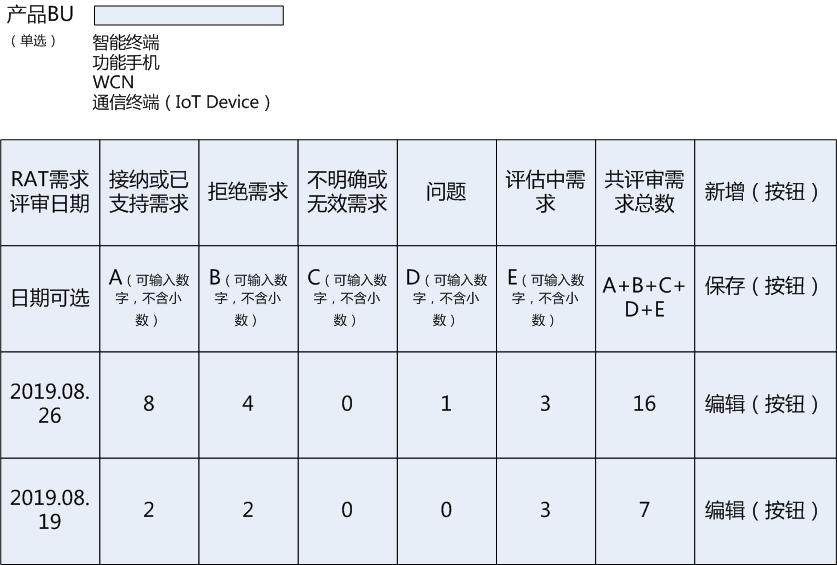 产品BU
（单选）
智能终端
功能手机
WCN
通信终端（IoT Device）
RAT需求
评审日期
接纳或已
支持需求
拒绝需求
不明确或
无效需求
问题
评估中需
求
共评审需
求总数
新增（按钮）
日期可选
A（可输入数
字，不含小
数）
B（可输入数
字，不含小
数）
C（可输入数
字，不含小
数）
D（可输入数
字，不含小
数）
E（可输入数
字，不含小
数）
A+B+C+
D+E
保存（按钮）
2019.08.
26
8
4
0
1
3
16
编辑（按钮）
2019.08.
19
2
2
0
0
3
7
编辑（按钮）